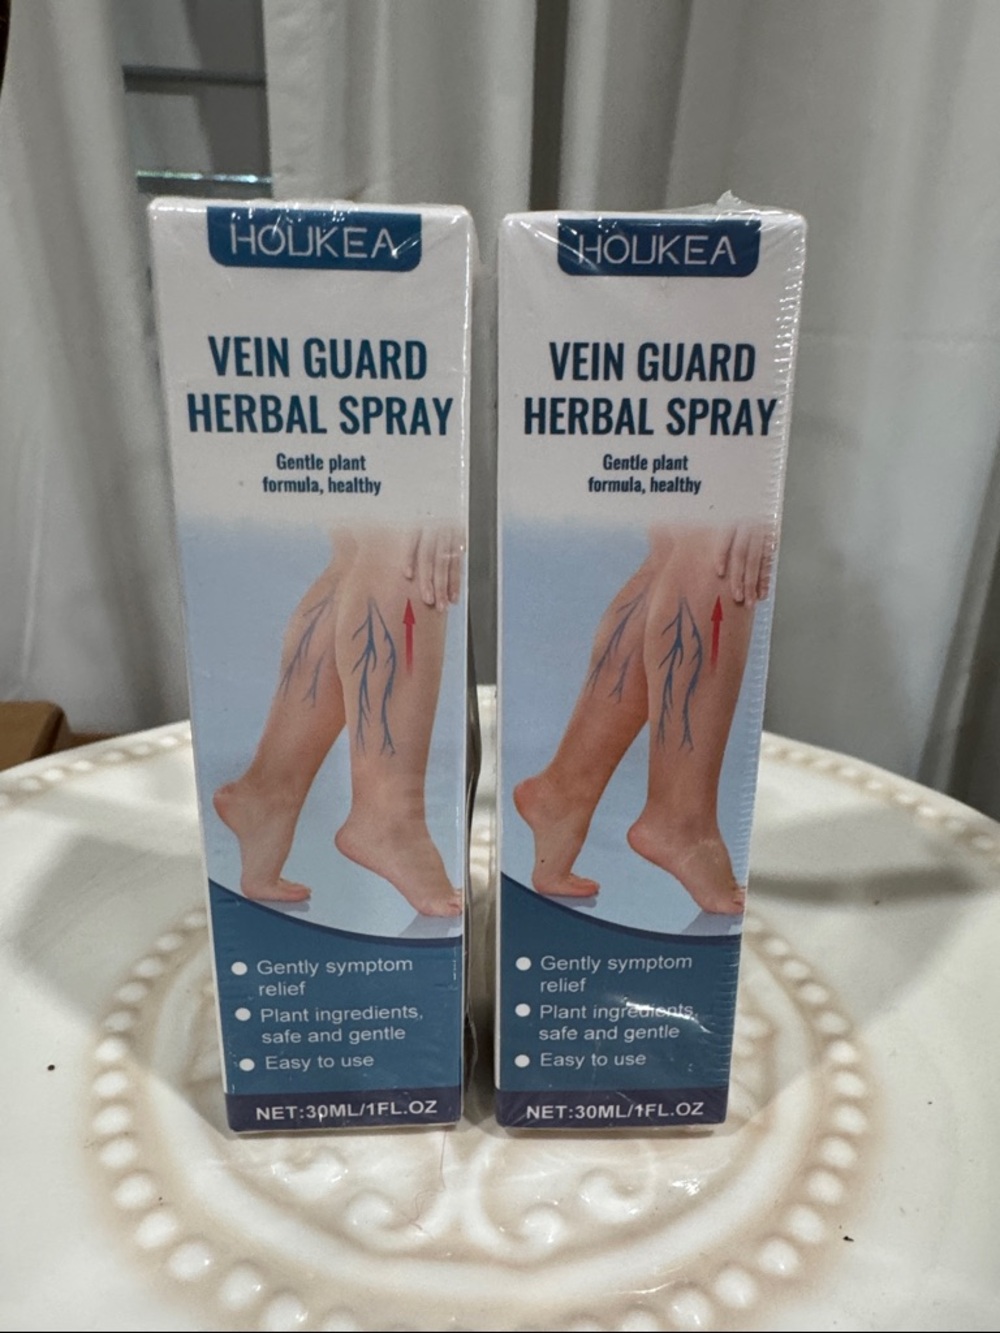 HOUKEA
VEIN GUARD
HERBAL SPRAY
Gentle plant
formula, healthy
Gently symptom
relief
Plant ingredients,
safe and gentle
Easy to use
NET:30ML/1FL.OZ
HOUKEA
VEIN GUARD
HERBAL SPRAY
Gentle plant
formula, healthy
Gently symptom
relief
Plant ingredients,
safe and gentle
Easy to use
NET:30ML/1FL.OZ